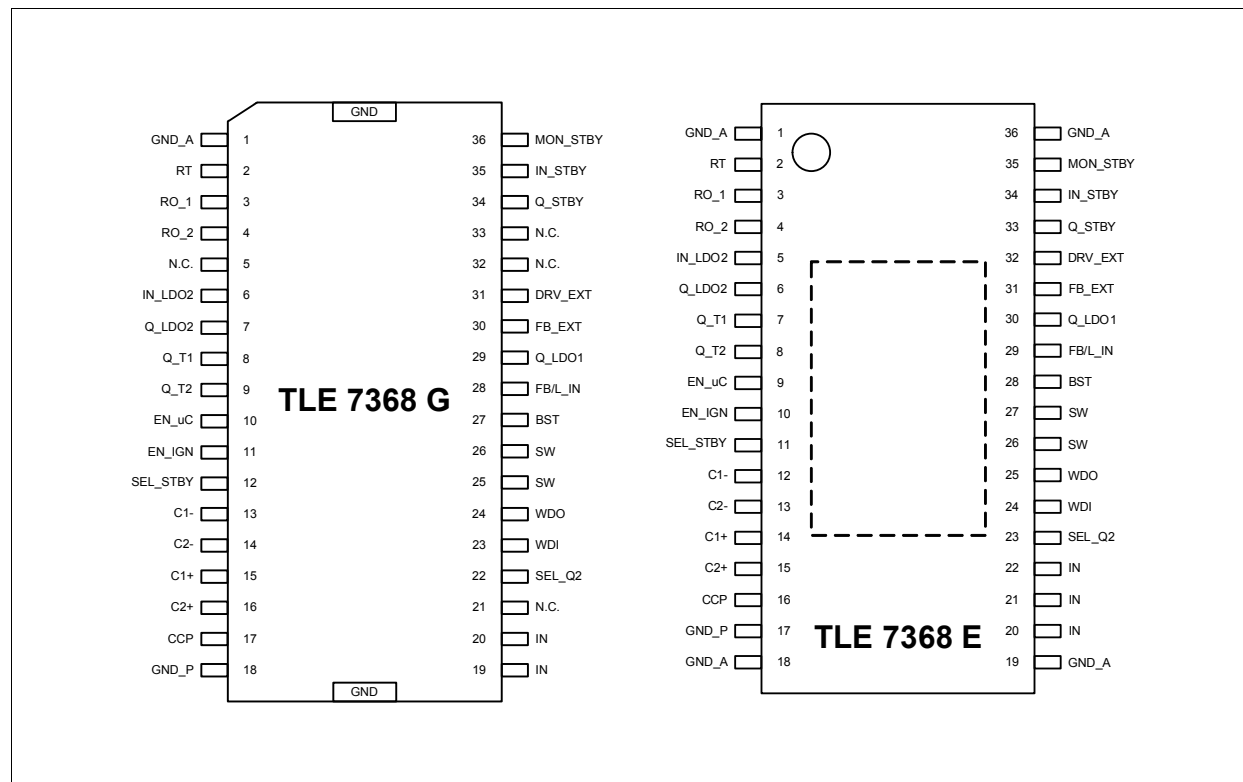 GND
GND_A 1 36 MON_STBY
RT 2 35 IN_STBY
RO_1 3 34 Q_STBY
RO_2 4 33 N.C.
N.C. 5 32 N.C.
IN_LDO2 6 31 DRV_EXT
Q_LDO2 7 30 FB_EXT
Q_T1 8 29 Q_LDO1
Q_T2 9 28 FB/L_IN
TLE 7368 G
EN_uC 10 27 BST
EN_IGN 11 26 SW
SEL_STBY 12 25 SW
C1- 13 24 WDO
C2- 14 23 WDI
C1+ 15 22 SEL_Q2
C2+ 16 21 N.C.
CCP 17 20 IN
GND_P 18 19 IN
GND
GND_A 1 36 GND_A
RT 2 35 MON_STBY
RO_1 3 34 IN_STBY
RO_2 4 33 Q_STBY
IN_LDO2 5 32 DRV_EXT
Q_LDO2 6 31 FB_EXT
Q_T1 7 30 Q_LDO1
Q_T2 8 29 FB/L_IN
EN_uC 9 28 BST
EN_IGN 10 27 SW
SEL_STBY 11 26 SW
C1- 12 25 WDO
C2- 13 24 WDI
C1+ 14 23 SEL_Q2
C2+ 15 22 IN
CCP 16 21 IN
GND_P 17 20 IN
TLE 7368 E
GND_A 18 19 GND_A